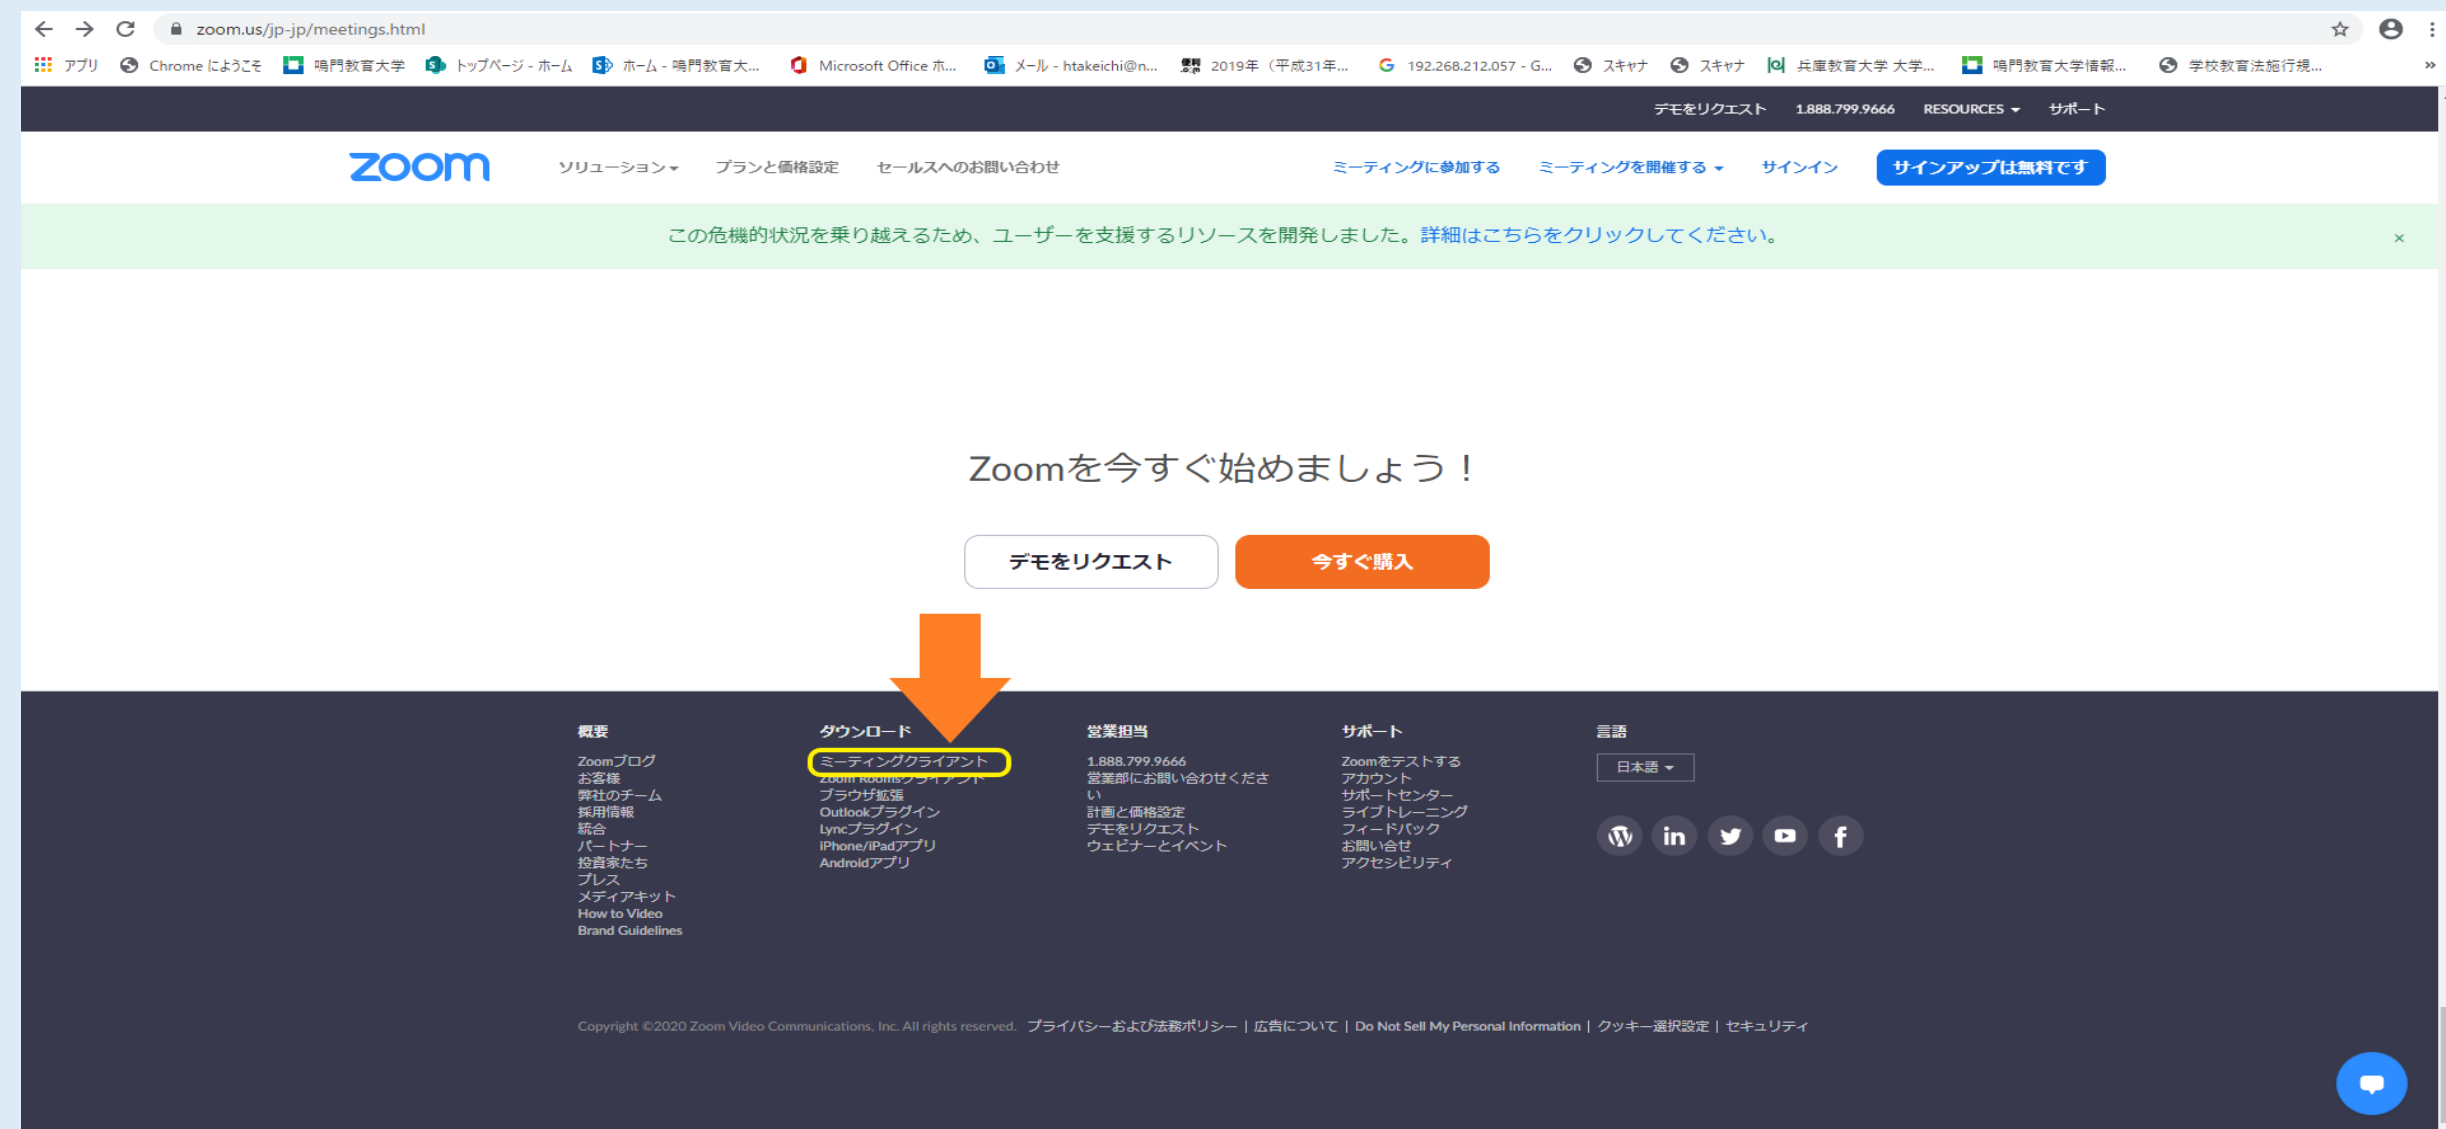 zoom.us/jp-jp/meetings.html
アプリ Chrome にようこそ 鳴門教育大学 トップページ - ホーム ホーム - 鳴門教育大... Microsoft Office ホ... メール - htakeichi@n... 2019年（平成31年... 192.268.212.057 - G... スキャナ スキャナ 兵庫教育大学 大学... 鳴門教育大学情報... 学校教育法施行規... »
デモをリクエスト 1.888.799.9666 RESOURCES サポート
zoom ソリューション プランと価格設定 セールスへのお問い合わせ ミーティングに参加する ミーティングを開催する サインイン サインアップは無料です
この危機的状況を乗り越えるため、ユーザーを支援するリソースを開発しました。詳細はこちらをクリックしてください。 ×
Zoomを今すぐ始めましょう！
デモをリクエスト 今すぐ購入
概要
Zoomブログ
お客様
弊社のチーム
採用情報
統合
パートナー
投資家たち
プレス
メディアキット
How to Video
Brand Guidelines
ダウンロード
ミーティングクライアント
Zoom Roomsクライアント
ブラウザ拡張
Outlookプラグイン
Lyncプラグイン
iPhone/iPadアプリ
Androidアプリ
営業担当
1.888.799.9666
営業部にお問い合わせくださ
い
計画と価格設定
デモをリクエスト
ウェビナーとイベント
サポート
Zoomをテストする
アカウント
サポートセンター
ライブトレーニング
フィードバック
お問い合せ
アクセシビリティ
言語
日本語
Copyright ©2020 Zoom Video Communications, Inc. All rights reserved. プライバシーおよび法務ポリシー | 広告について | Do Not Sell My Personal Information | クッキー選択設定 | セキュリティ